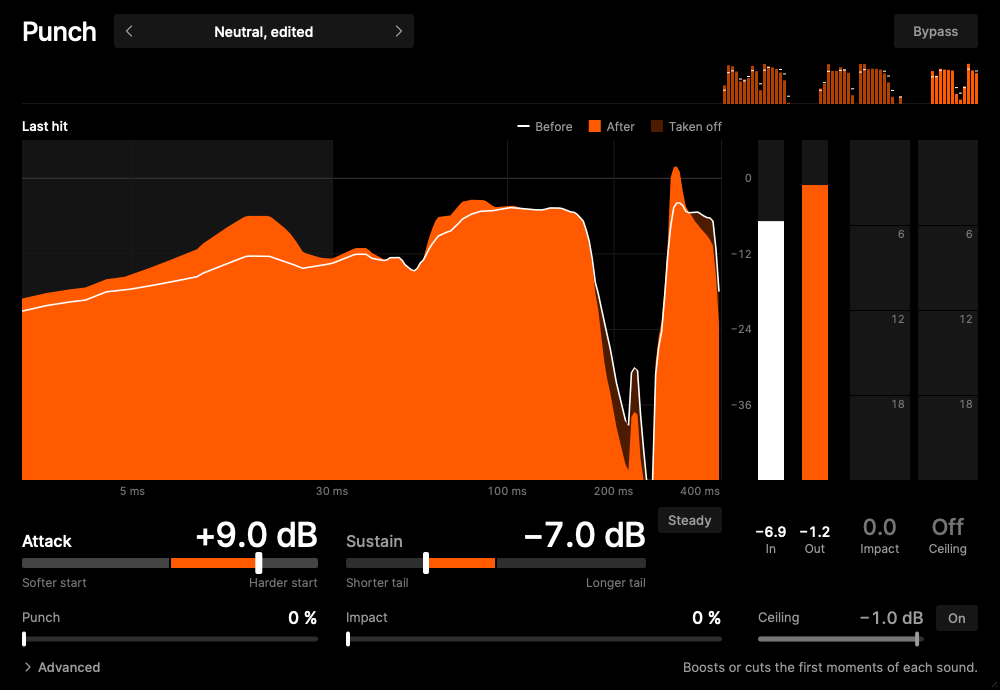 Punch
Neutral, edited
Bypass
Last hit
Before
After
Taken off
0
−12
−24
−36
6
12
18
6
12
18
5 ms
30 ms
100 ms
200 ms
400 ms
Attack
+9.0 dB
Softer start
Harder start
Sustain
−7.0 dB
Shorter tail
Longer tail
Steady
−6.9
In
−1.2
Out
0.0
Impact
Off
Ceiling
Punch
0 %
Impact
0 %
Ceiling
−1.0 dB
On
Advanced
Boosts or cuts the first moments of each sound.